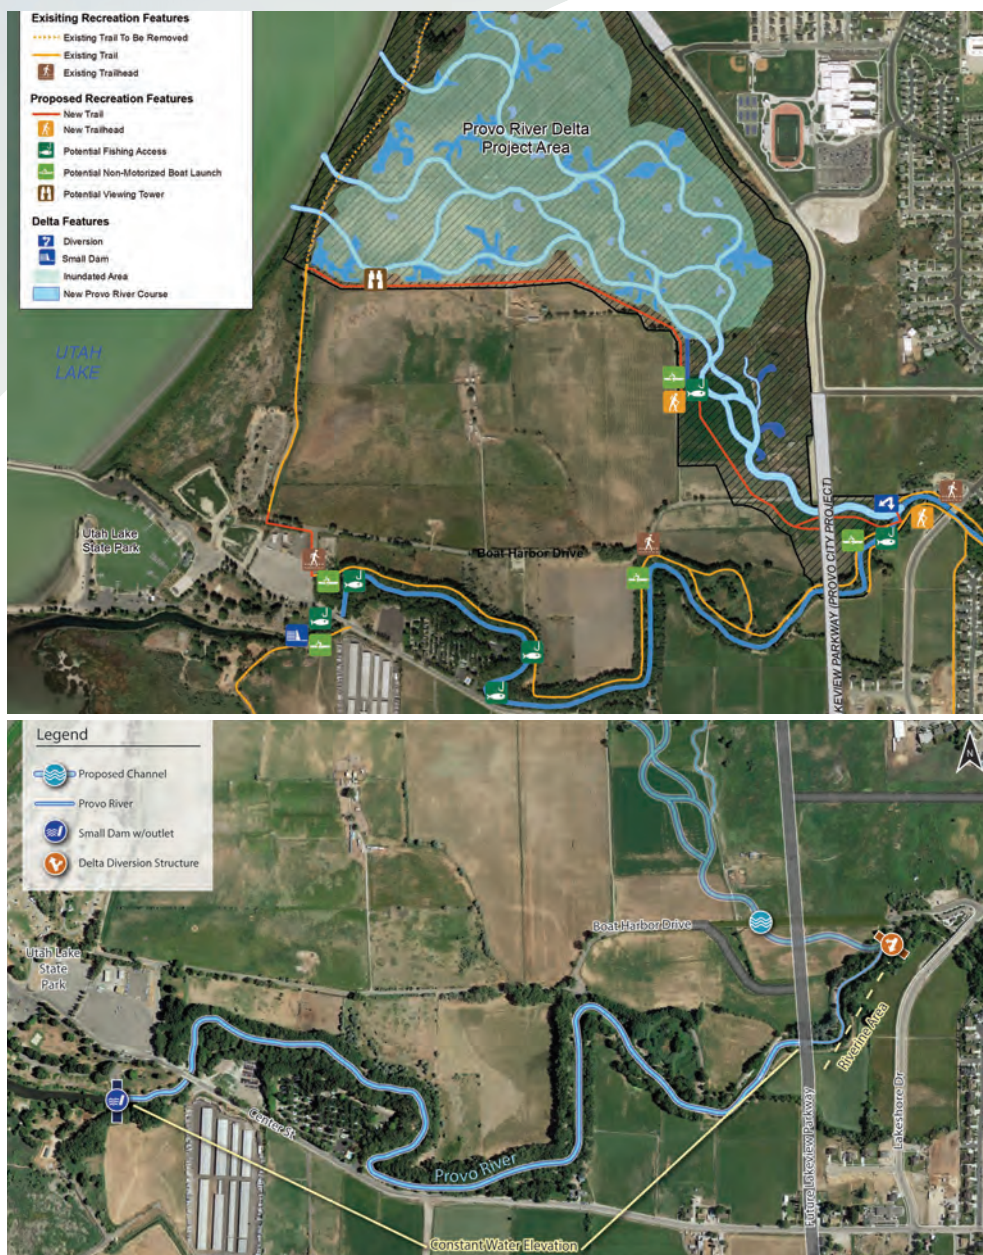 Exisiting Recreation Features
Existing Trail To Be Removed
Existing Trail
Existing Trailhead
Proposed Recreation Features
New Trail
New Trailhead
Potential Fishing Access
Potential Non-Motorized Boat Launch
Potential Viewing Tower
Delta Features
Diversion
Small Dam
Inundated Area
New Provo River Course
Provo River Delta
Project Area
UTAH
LAKE
Utah Lake
State Park
Boat Harbor Drive
KEVIEW PARKWAY (PROVO CITY PROJECT)
Legend
Proposed Channel
Provo River
Small Dam w/outlet
Delta Diversion Structure
N
Boat Harbor Drive
Utah Lake
State
Park
Riverine Area
Lakeshore Dr
Center St
Provo River
Future Lakeview Parkway
Constant Water Elevation